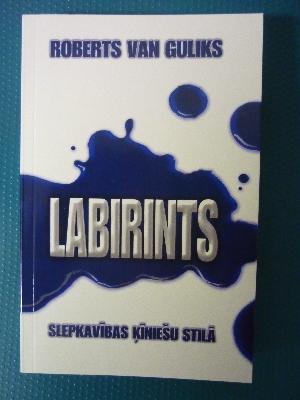 ROBERTS VAN GULIKS
LABIRINTS
SLEPKAVĪBAS ĶĪNIEŠU STILĀ